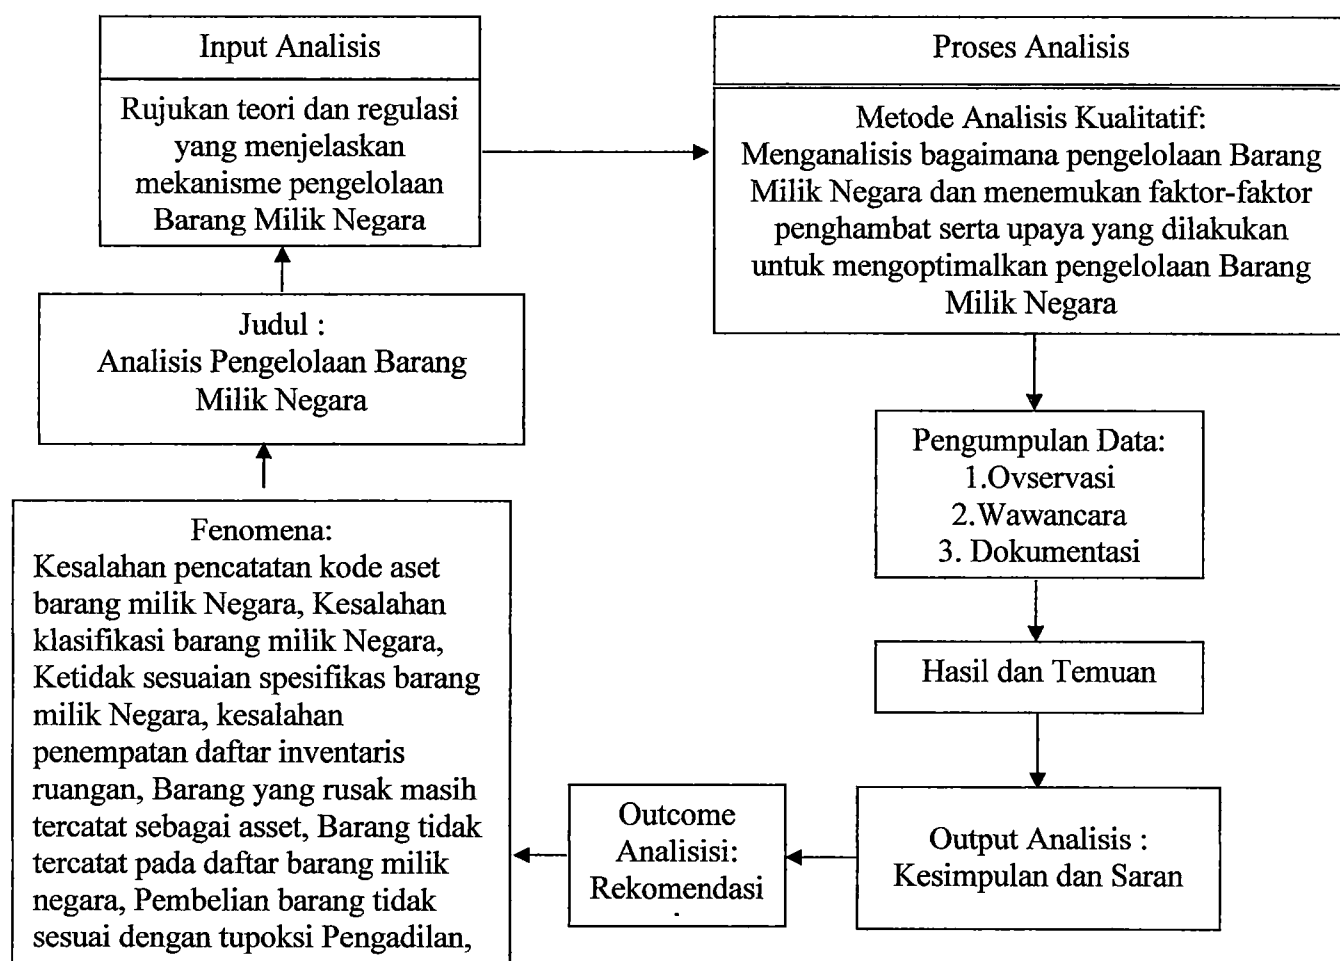 Input Analisis
Rujukan teori dan regulasi
yang menjelaskan
mekanisme pengelolaan
Barang Milik Negara
Proses Analisis
Metode Analisis Kualitatif:
Menganalisis bagaimana pengelolaan Barang
Milik Negara dan menemukan faktor-faktor
penghambat serta upaya yang dilakukan
untuk mengoptimalkan pengelolaan Barang
Milik Negara
Judul :
Analisis Pengelolaan Barang
Milik Negara
Pengumpulan Data:
1.Ovservasi
2.Wawancara
3. Dokumentasi
Fenomena:
Kesalahan pencatatan kode aset
barang milik Negara, Kesalahan
klasifikasi barang milik Negara,
Ketidak sesuaian spesifikas barang
milik Negara, kesalahan
penempatan daftar inventaris
ruangan, Barang yang rusak masih
tercatat sebagai asset, Barang tidak
tercatat pada daftar barang milik
negara, Pembelian barang tidak
sesuai dengan tupoksi Pengadilan,
Hasil dan Temuan
Outcome
Analisisi:
Rekomendasi
.
Output Analisis :
Kesimpulan dan Saran